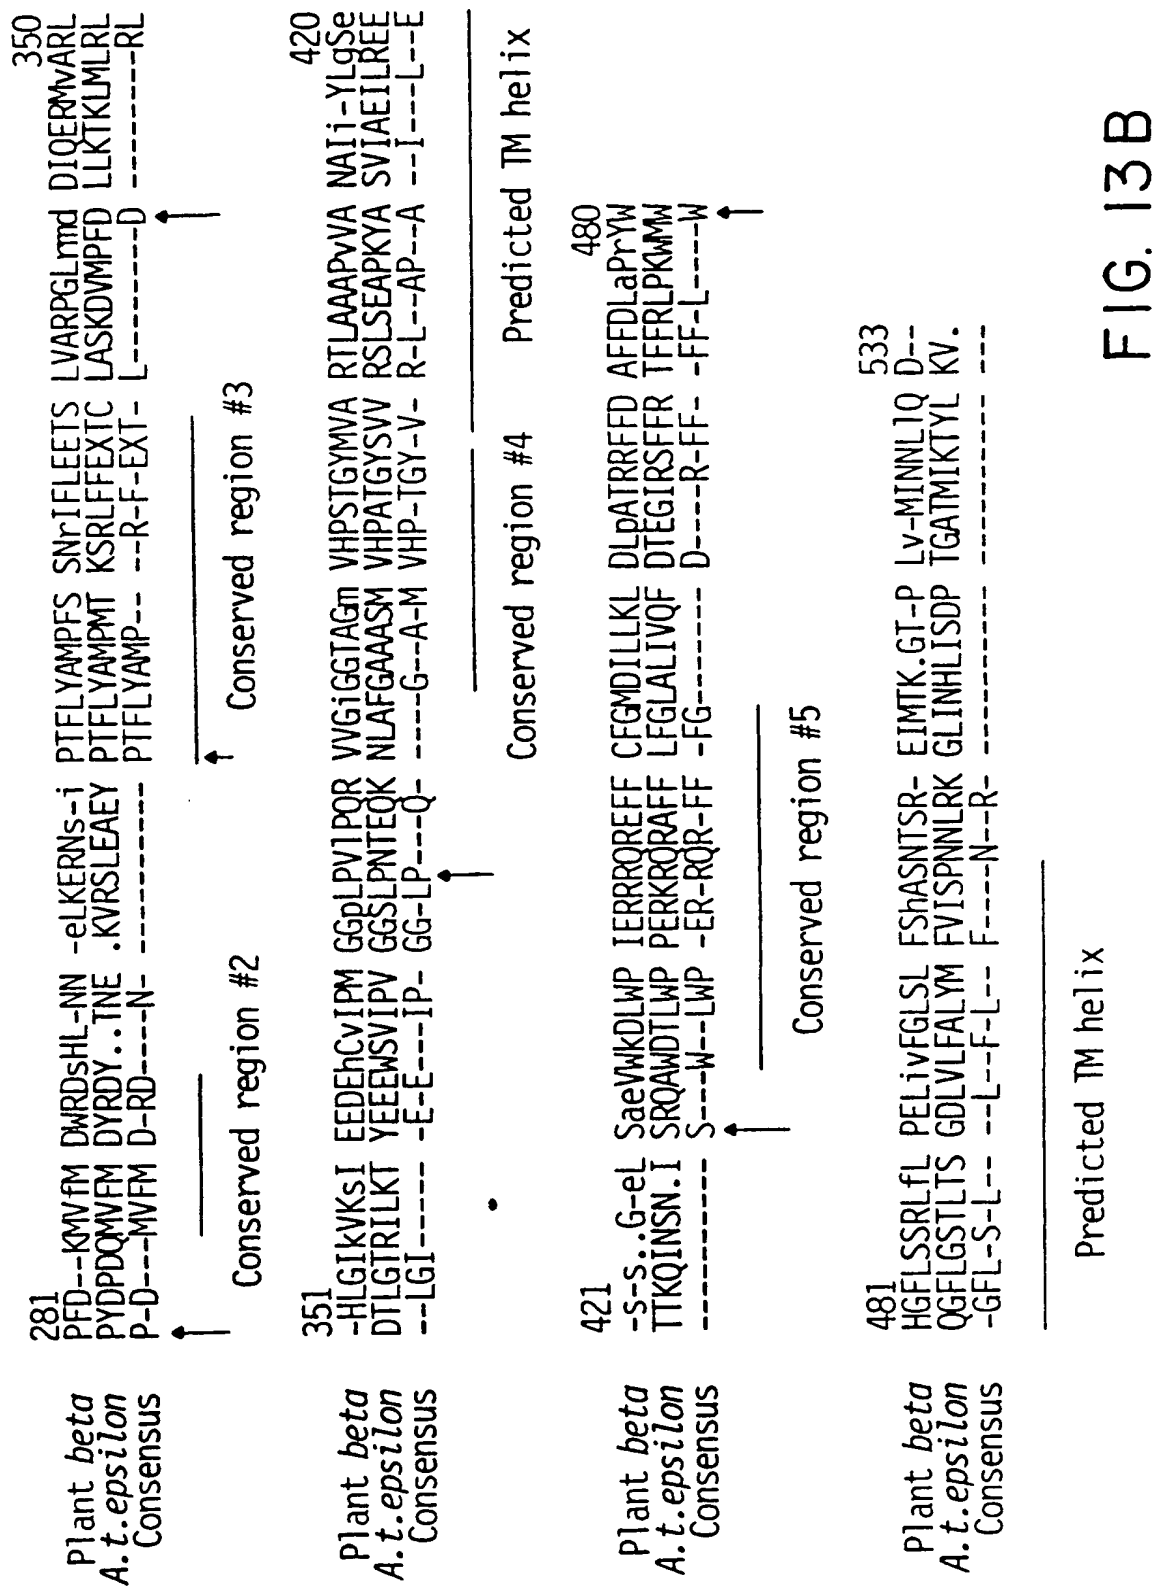 281 350
Plant beta PFD--KMVfM DWRDsHL-NN -eLKERNs-i PTFLYAMPFS SNrIFLEETS LVARPGLrmd DIQERMvARL
A.t.epsilon PYDPDQMVFM DYRDY..TNE .KVRSLEAEY PTFLYAMPMT KSRLFFEXTC LASKDVMPFD LLKTKLMLRL
Consensus P-D---MVFM D-RD----N- ---------- PTFLYAMP-- --R-F-EXT- L--------D --------RL
Conserved region #2 Conserved region #3
351 420
Plant beta -HLGIkVKsI EEDEhCvIPM GGpLPVlPQR VVGiGGTAGm VHPSTGYMVA RTLAAAPvVA NAIi-YLgSe
A.t.epsilon DTLGTRILKT YEEEWSVIPV GGSLPNTEQK NLAFGAAASM VHPATGYSVV RSLSEAPKYA SVIAEILREE
Consensus --LGI----- -E-E---IP- GG-LP---Q- ----G--A-M VHP-TGY-V- R-L--AP--A --I----L--E
Conserved region #4 Predicted TM helix
421 480
Plant beta -s-s..G-eL SaeVWKDLWP IERRRQREFF CFGMDILLKL DLpATRRFFD AFFDLaPrYW
A.t.epsilon TTKQINSN.I SRQAWDTLWP PERKRQRAFF LFGLALIVQF DTEGIRSFFR TFFRLPKWMW
Consensus ---------- S---W--LWP -ER-RQR-FF -FG------- D----R-FF- -FF-L----W
Conserved region #5
481 533
Plant beta HGFLSSRLfL PELivFGLSL FShASNTSR- EIMTK.GT-P Lv-MINNLlQ D--
A.t.epsilon QGFLGSTLTS GDLVLFALYM FVISPNNLRK GLINHLISDP TGATMIKTYL KV.
Consensus -GFL-S-L-- --L--F-L-- F----N--R- ---------- ---------- ---
Predicted TM helix
FIG. 13B